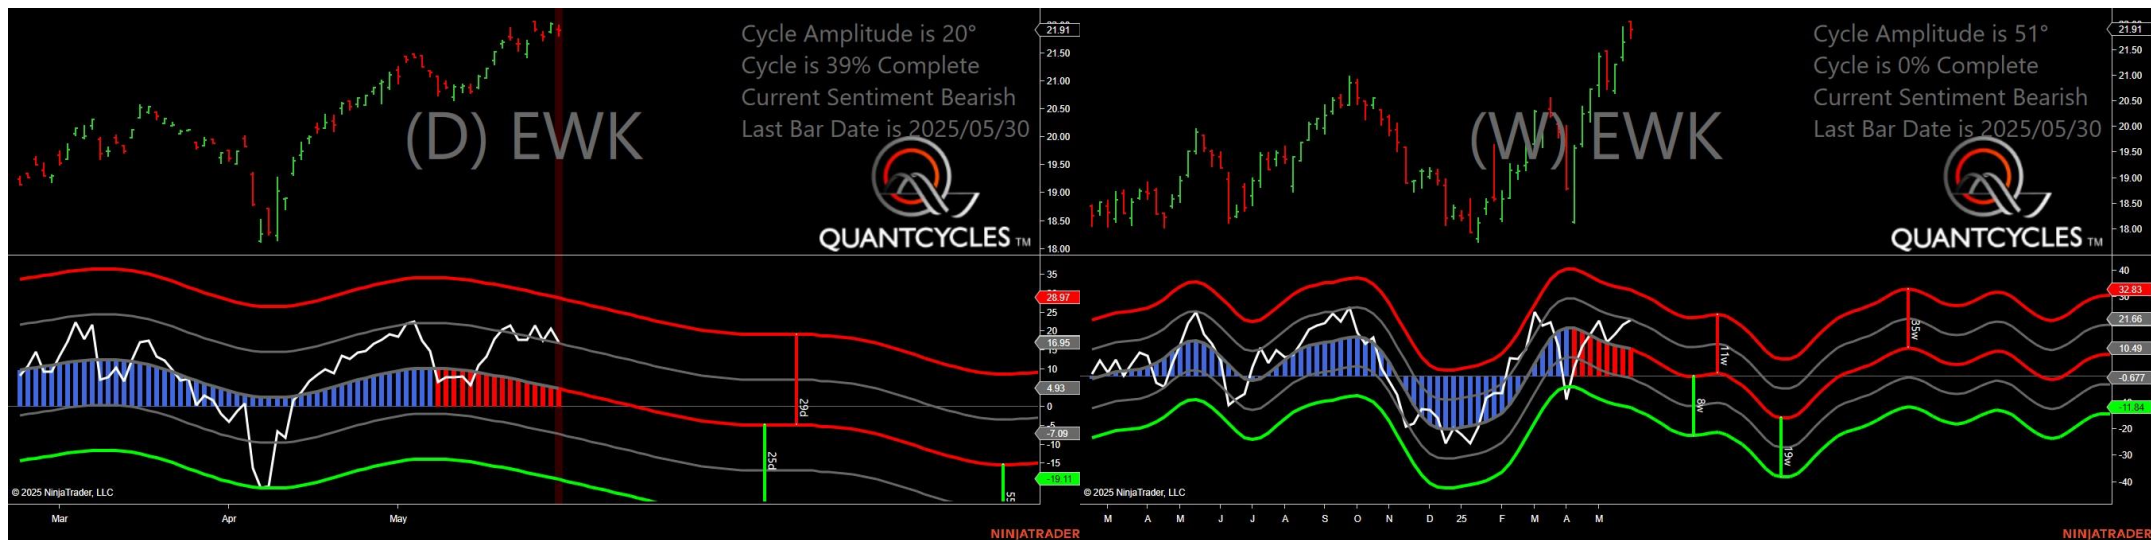 Cycle Amplitude is 20°
Cycle is 39% Complete
Current Sentiment Bearish
Last Bar Date is 2025/05/30
(D) EWK
QUANTCYCLES TM
21.91
21.50
21.00
20.50
20.00
19.50
19.00
18.50
18.00
35
28.97
25
20
16.95
15
10
4.93
0
-5
-7.09
-10
-15
-19.11
29d
25d
© 2025 NinjaTrader, LLC
Mar Apr May
NINJATRADER
Cycle Amplitude is 51°
Cycle is 0% Complete
Current Sentiment Bearish
Last Bar Date is 2025/05/30
(W) EWK
QUANTCYCLES TM
21.91
21.50
21.00
20.50
20.00
19.50
19.00
18.50
18.00
40
32.83
30
21.66
10.49
-0.677
-11.84
-20
-30
-40
11w
8w
19w
35w
© 2025 NinjaTrader, LLC
M A M J J A S O N D 25 F M A M
NINJATRADER